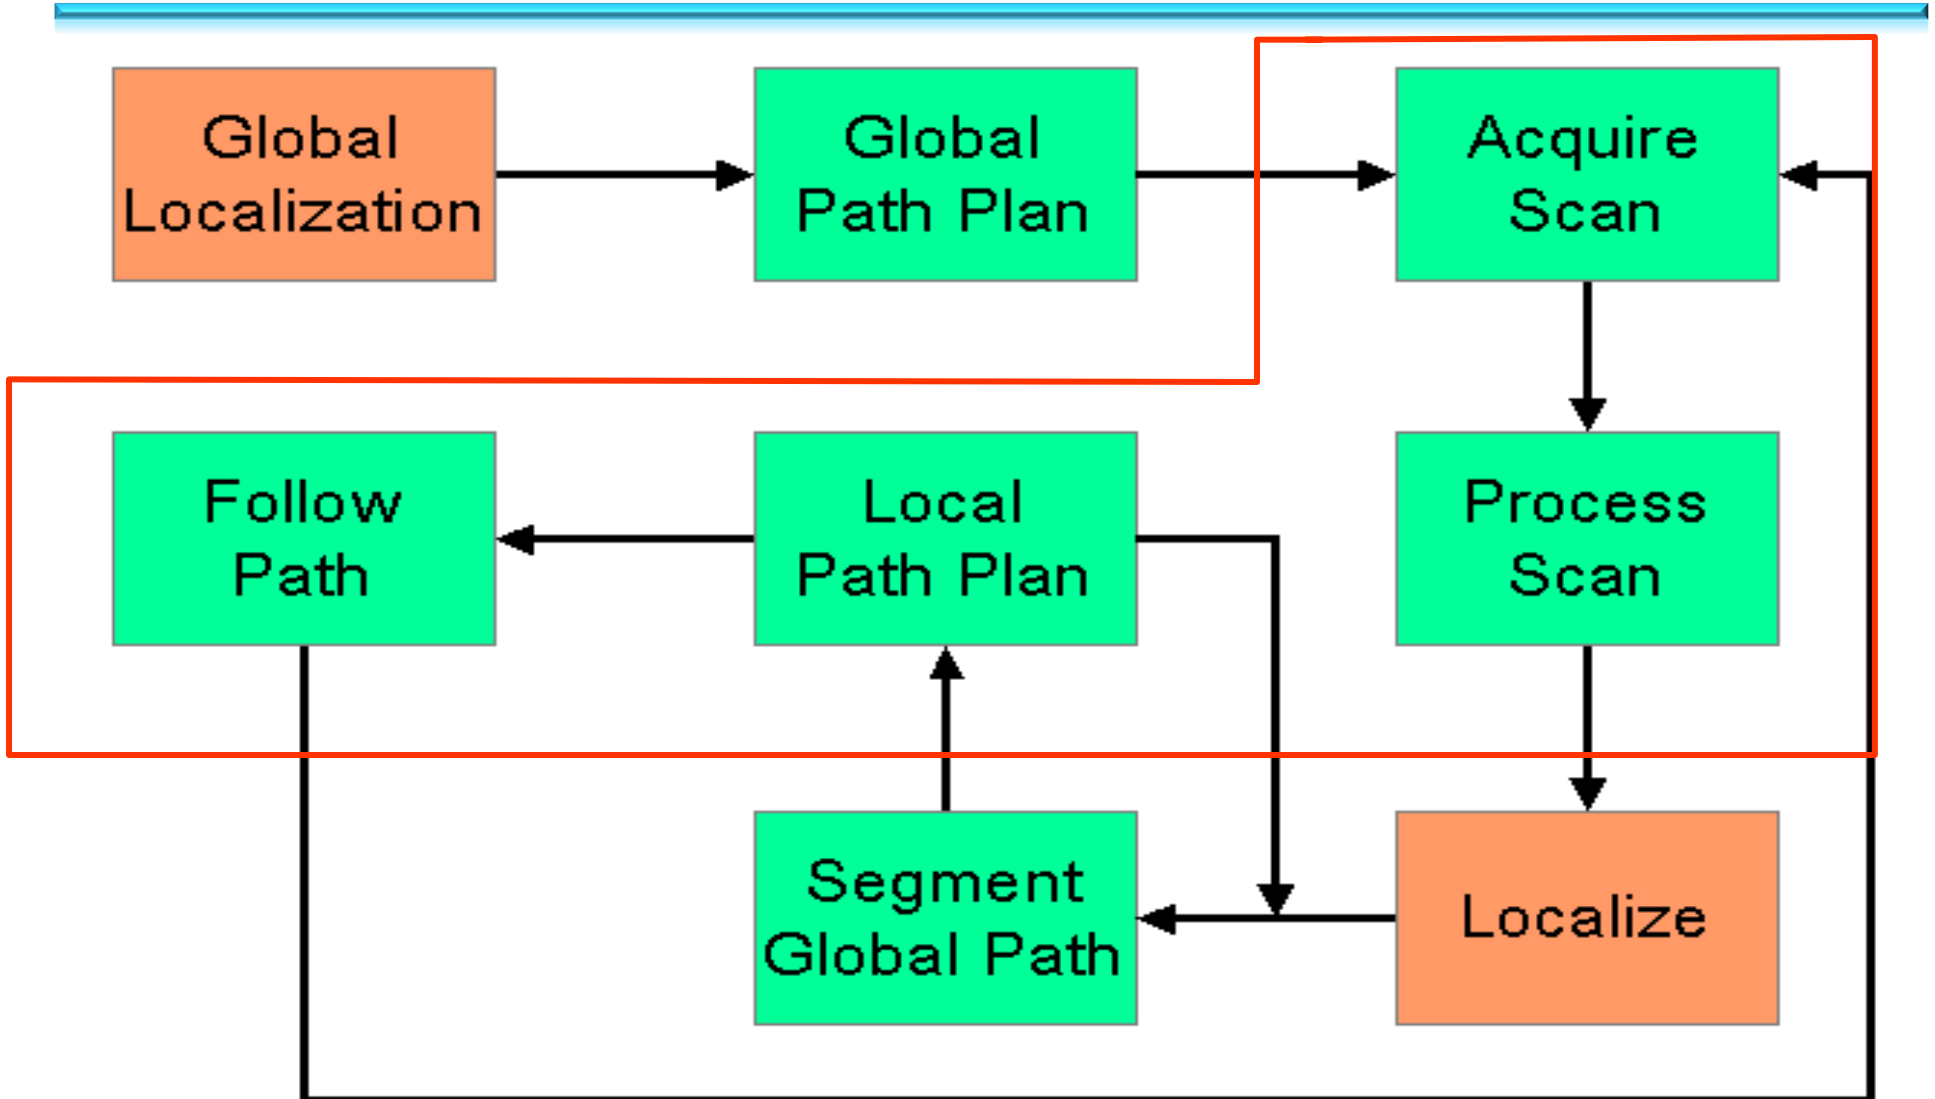 Global
Localization
Global
Path Plan
Acquire
Scan
Follow
Path
Local
Path Plan
Process
Scan
Segment
Global Path
Localize